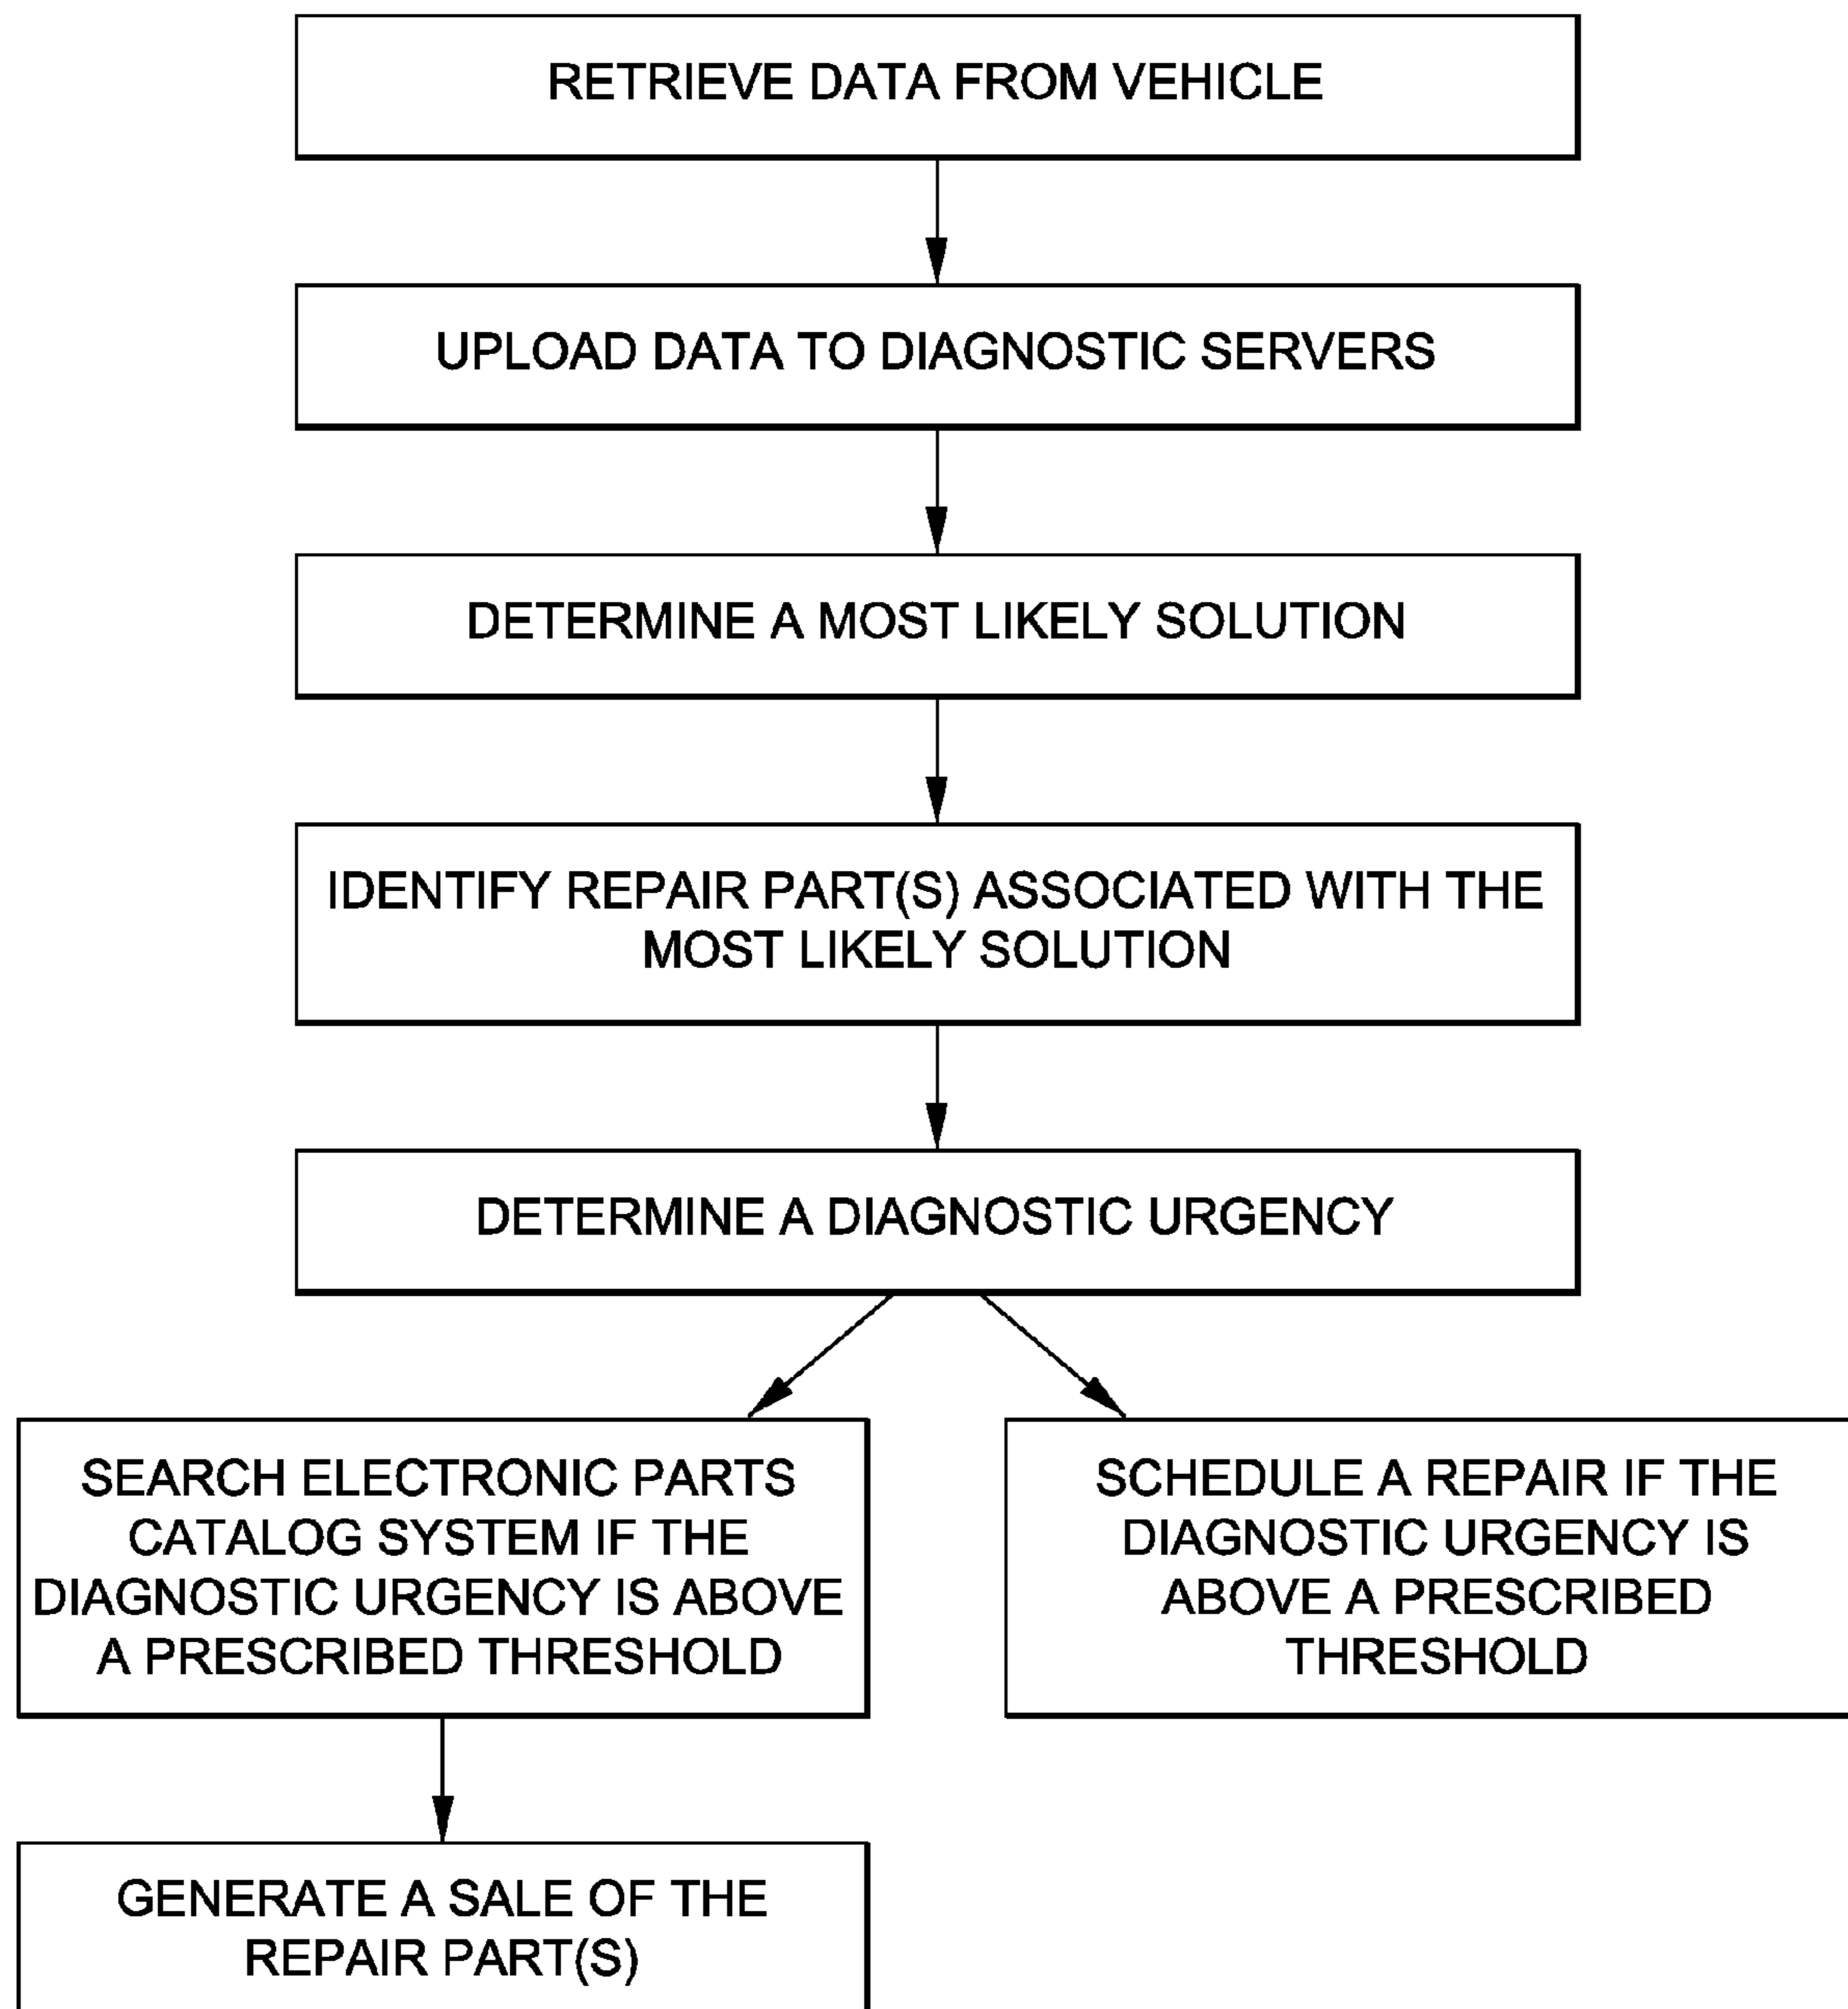 RETRIEVE DATA FROM VEHICLE
UPLOAD DATA TO DIAGNOSTIC SERVERS
DETERMINE A MOST LIKELY SOLUTION
IDENTIFY REPAIR PART(S) ASSOCIATED WITH THE
MOST LIKELY SOLUTION
DETERMINE A DIAGNOSTIC URGENCY
SEARCH ELECTRONIC PARTS
CATALOG SYSTEM IF THE
DIAGNOSTIC URGENCY IS ABOVE
A PRESCRIBED THRESHOLD
SCHEDULE A REPAIR IF THE
DIAGNOSTIC URGENCY IS
ABOVE A PRESCRIBED
THRESHOLD
GENERATE A SALE OF THE
REPAIR PART(S)